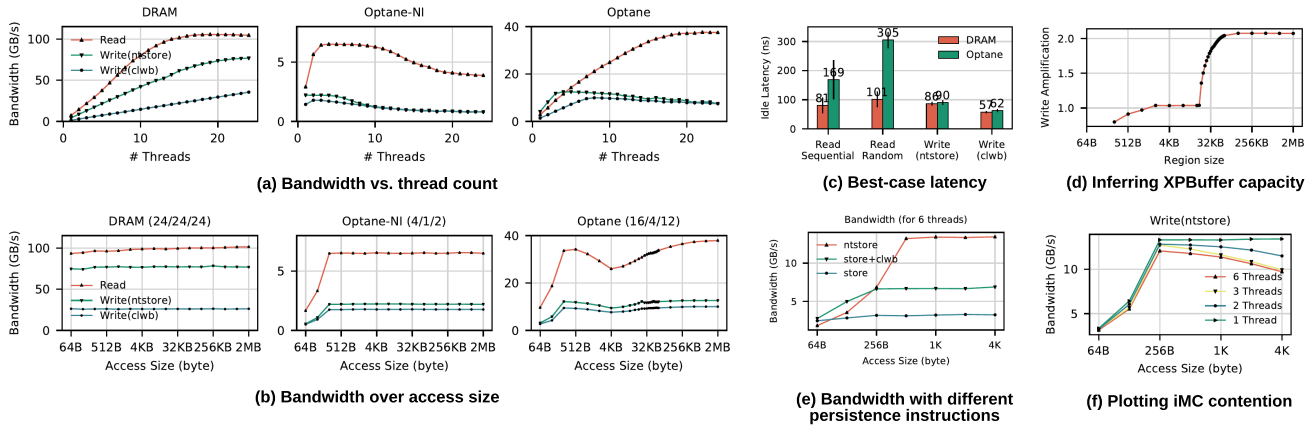 DRAM
Bandwidth (GB/s)
100
50
0
Read
Write(ntstore)
Write(clwb)
10
20
# Threads
Optane-NI
5
0
0
10
20
# Threads
Optane
40
20
0
0
10
20
# Threads
(a) Bandwidth vs. thread count
Idle Latency (ns)
300
200
100
0
81
169
101
305
86
90
57
62
DRAM
Optane
Read
Sequential
Read
Random
Write
(ntstore)
Write
(clwb)
(c) Best-case latency
Write Amplification
2.0
1.5
1.0
64B
512B
4KB
32KB
256KB
2MB
Region size
(d) Inferring XPBuffer capacity
DRAM (24/24/24)
Bandwidth (GB/s)
100
50
0
Read
Write(ntstore)
Write(clwb)
64B
512B
4KB
32KB
256KB
2MB
Access Size (byte)
Optane-NI (4/1/2)
5
0
64B
512B
4KB
32KB
256KB
2MB
Access Size (byte)
Optane (16/4/12)
40
20
0
64B
512B
4KB
32KB
256KB
2MB
Access Size (byte)
(b) Bandwidth over access size
Bandwidth (for 6 threads)
Bandwidth (GB/s)
10
5
ntstore
store+clwb
store
64B
256B
1K
4K
Access Size (byte)
(e) Bandwidth with different
persistence instructions
Write(ntstore)
Bandwidth (GB/s)
10
5
6 Threads
3 Threads
2 Threads
1 Thread
64B
256B
1K
4K
Access Size (byte)
(f) Plotting iMC contention